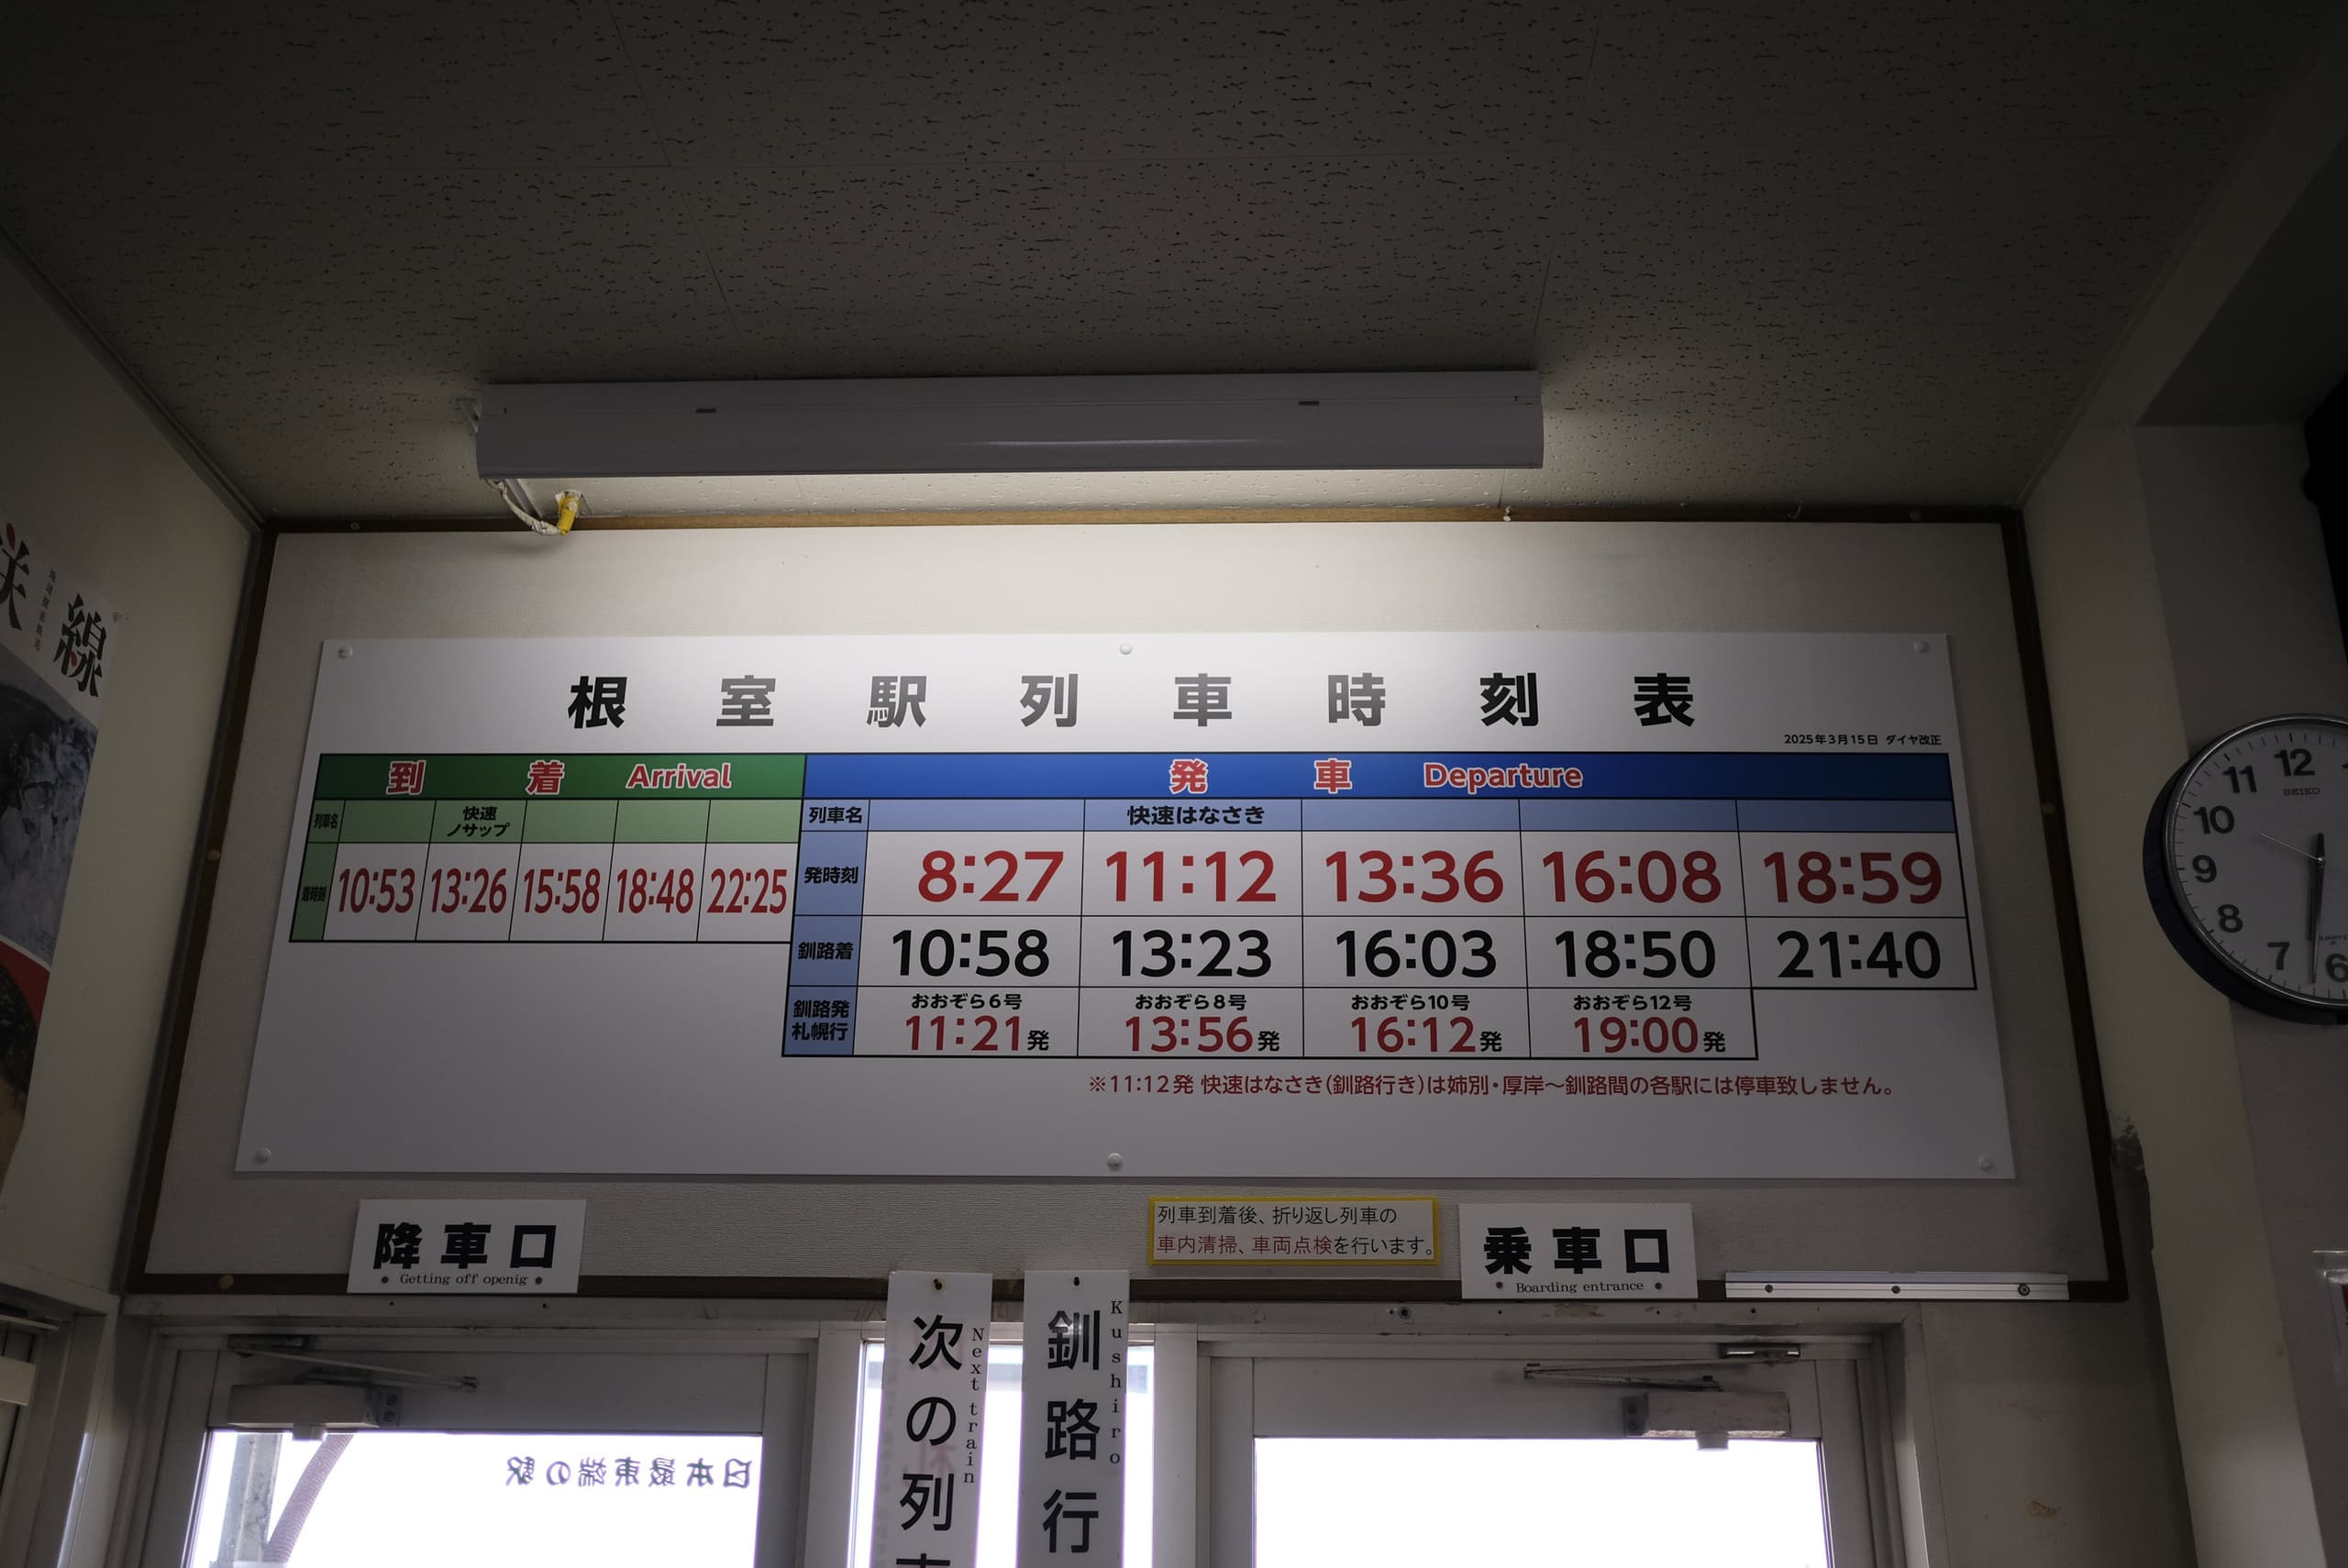 根室駅列車時刻表
2025年3月15日 ダイヤ改正
到着 Arrival
発車 Departure
列車名
快速
ノサップ
着時刻 10:53 13:26 15:58 18:48 22:25
列車名 快速はなさき
発時刻 8:27 11:12 13:36 16:08 18:59
釧路着 10:58 13:23 16:03 18:50 21:40
釧路発
札幌行
おおぞら6号 おおぞら8号 おおぞら10号 おおぞら12号
11:21発 13:56発 16:12発 19:00発
※11:12発 快速はなさき(釧路行き)は姉別・厚岸～釧路間の各駅には停車致しません。
降車口
Getting off openig
列車到着後、折り返し列車の
車内清掃、車両点検を行います。
乗車口
Boarding entrance
次の列車
Next train
釧路行
Kushiro
日本最東端の駅
咲線
12
11
10
9
8
7
6
SEIKO